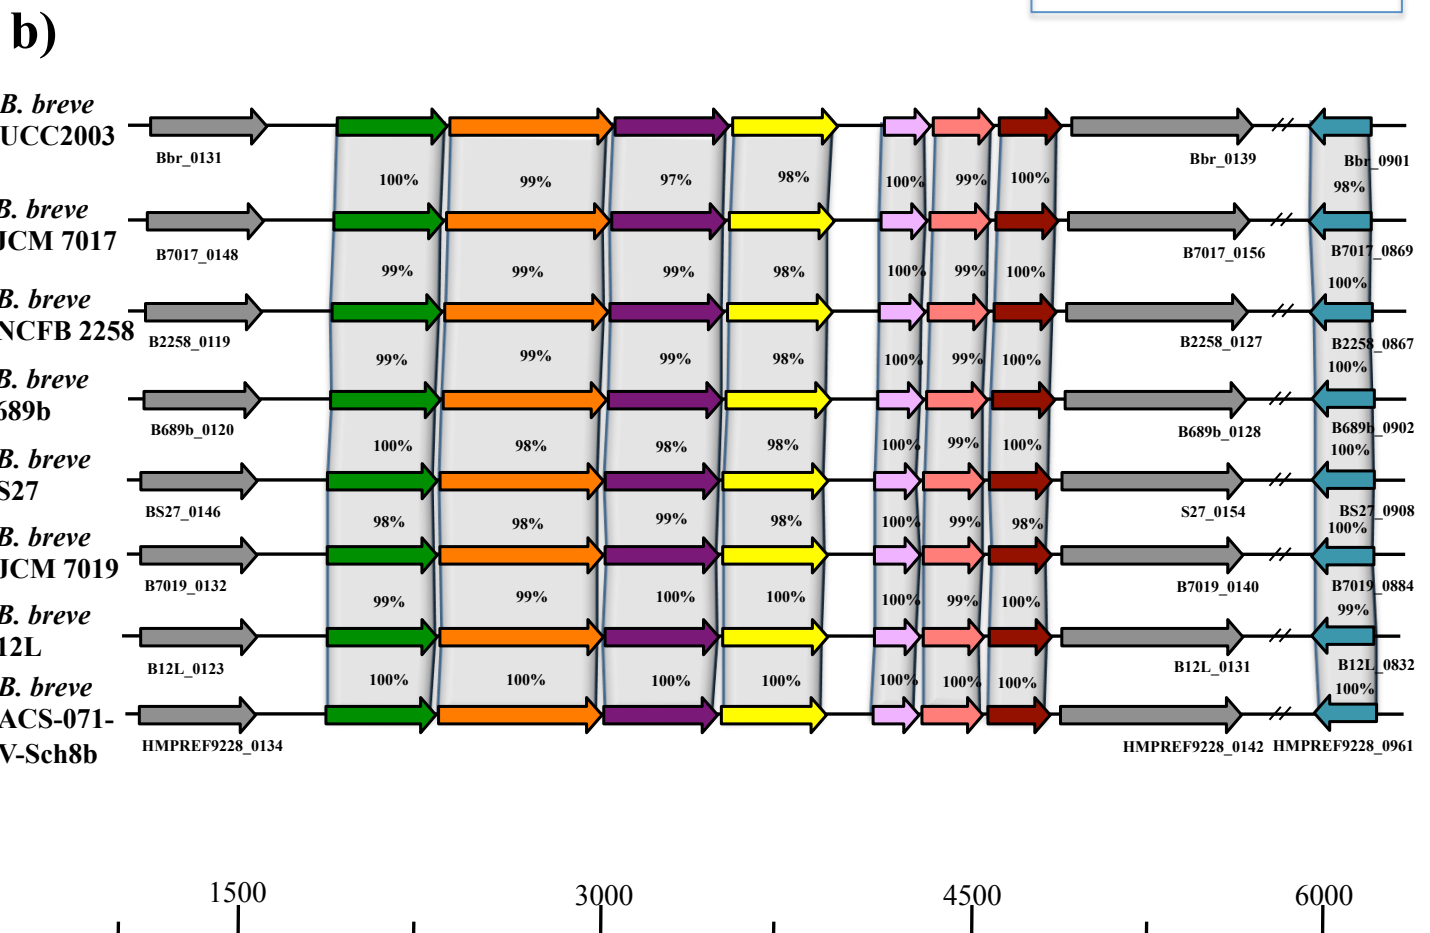 b)
B. breve
UCC2003
Bbr_0131
Bbr_0139
Bbr_0901
100%
99%
97%
98%
100%
99%
100%
98%
B. breve
JCM 7017
B7017_0148
B7017_0156
B7017_0869
99%
99%
99%
98%
100%
99%
100%
100%
B. breve
NCFB 2258
B2258_0119
B2258_0127
B2258_0867
99%
99%
99%
98%
100%
99%
100%
100%
B. breve
689b
B689b_0120
B689b_0128
B689b_0902
100%
98%
98%
98%
100%
99%
100%
100%
B. breve
S27
BS27_0146
S27_0154
BS27_0908
98%
98%
99%
98%
100%
99%
98%
100%
B. breve
JCM 7019
B7019_0132
B7019_0140
B7019_0884
99%
99%
100%
100%
100%
99%
100%
99%
B. breve
12L
B12L_0123
B12L_0131
B12L_0832
100%
100%
100%
100%
100%
100%
100%
100%
B. breve
ACS-071-
V-Sch8b
HMPREF9228_0134
HMPREF9228_0142
HMPREF9228_0961
1500
3000
4500
6000